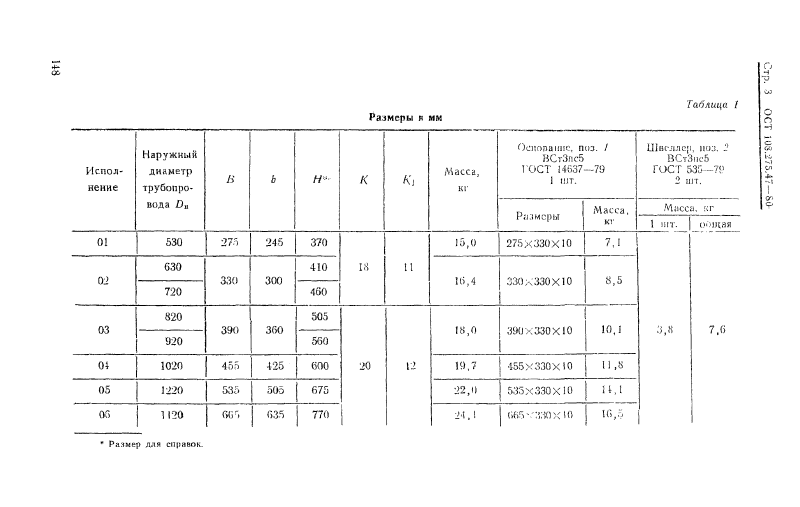 148
Стр. 3 ОСТ 108.275.47—80
Таблица 1
Размеры в мм
Исполнение | Наружный диаметр трубопровода Dн | B | b | H* | K | K1 | Масса, кг | Основание, поз. 1 ВСт3пс5 ГОСТ 14637—79 1 шт. | Швеллер, поз. 2 ВСт3пс5 ГОСТ 535—79 2 шт.
Размеры | Масса, кг | Масса, кг
1 шт. | общая
01 | 530 | 275 | 245 | 370 | 18 | 11 | 15,0 | 275×330×10 | 7,1 | 3,8 | 7,6
02 | 630 | 330 | 300 | 410 | 16,4 | 330×330×10 | 8,5
720 | 460
03 | 820 | 390 | 360 | 505 | 20 | 12 | 18,0 | 390×330×10 | 10,1
920 | 560
04 | 1020 | 455 | 425 | 600 | 19,7 | 455×330×10 | 11,8
05 | 1220 | 535 | 505 | 675 | 22,0 | 535×330×10 | 14,1
06 | 1120 | 665 | 635 | 770 | 24,1 | 665×330×10 | 16,5
* Размер для справок.